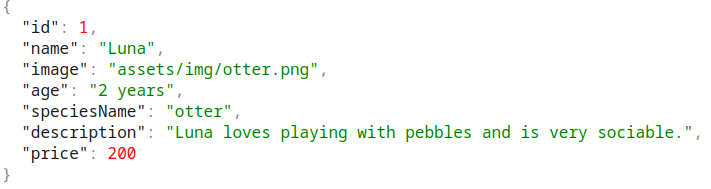 {
  "id": 1,
  "name": "Luna",
  "image": "assets/img/otter.png",
  "age": "2 years",
  "speciesName": "otter",
  "description": "Luna loves playing with pebbles and is very sociable.",
  "price": 200
}